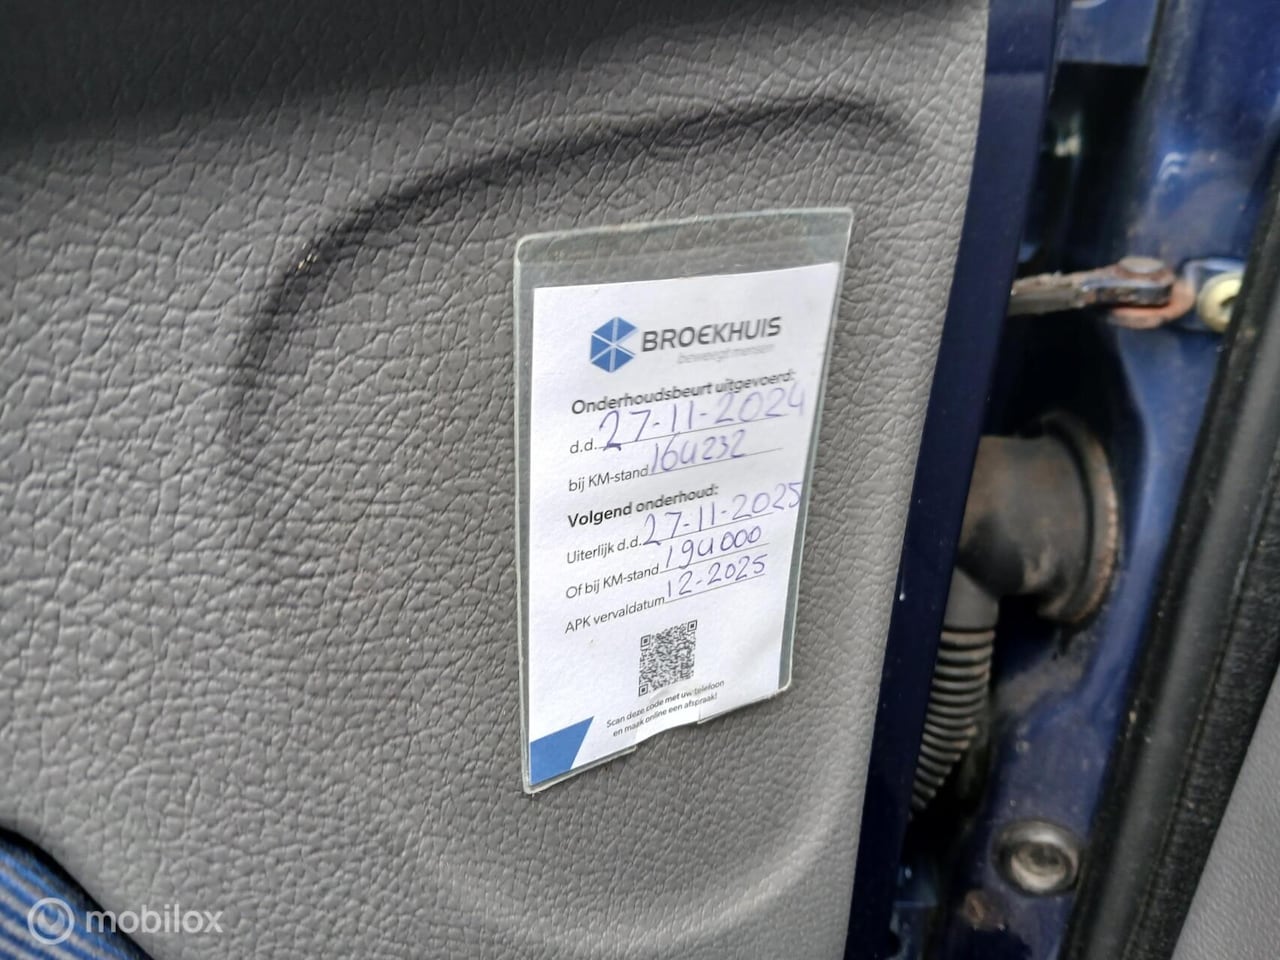 BROEKHUIS
beweegt mensen
Onderhoudsbeurt uitgevoerd:
d.d. 27-11-2024
bij KM-stand 164232
Volgend onderhoud:
Uiterlijk d.d. 27-11-2025
Of bij KM-stand 194000
APK vervaldatum 12-2025
Scan deze code met uw telefoon
en maak online een afspraak!
mobilox